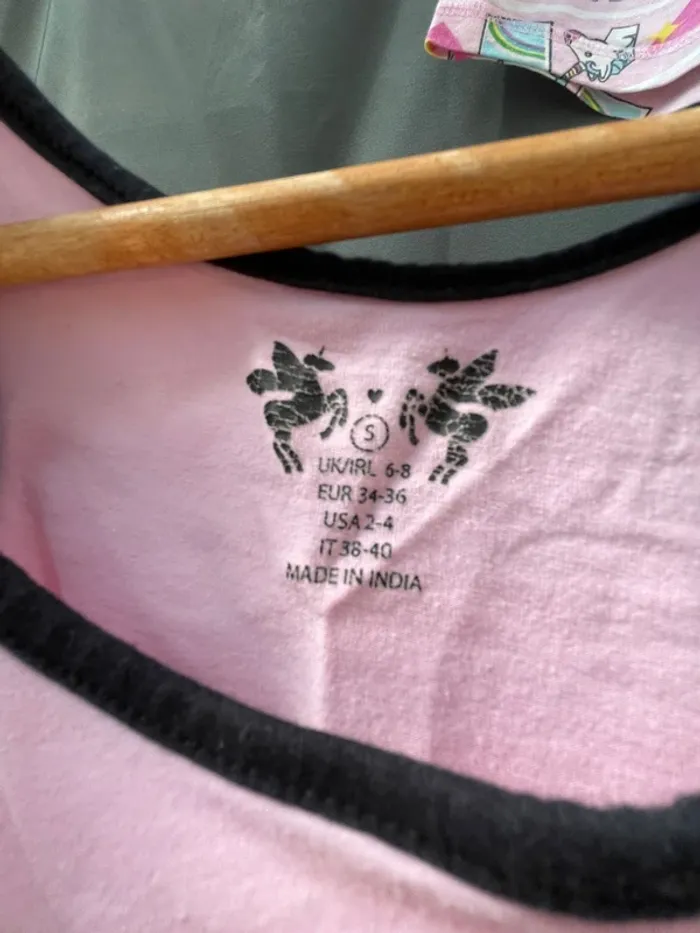 S
UK/IRL 6-8
EUR 34-36
USA 2-4
IT 38-40
MADE IN INDIA